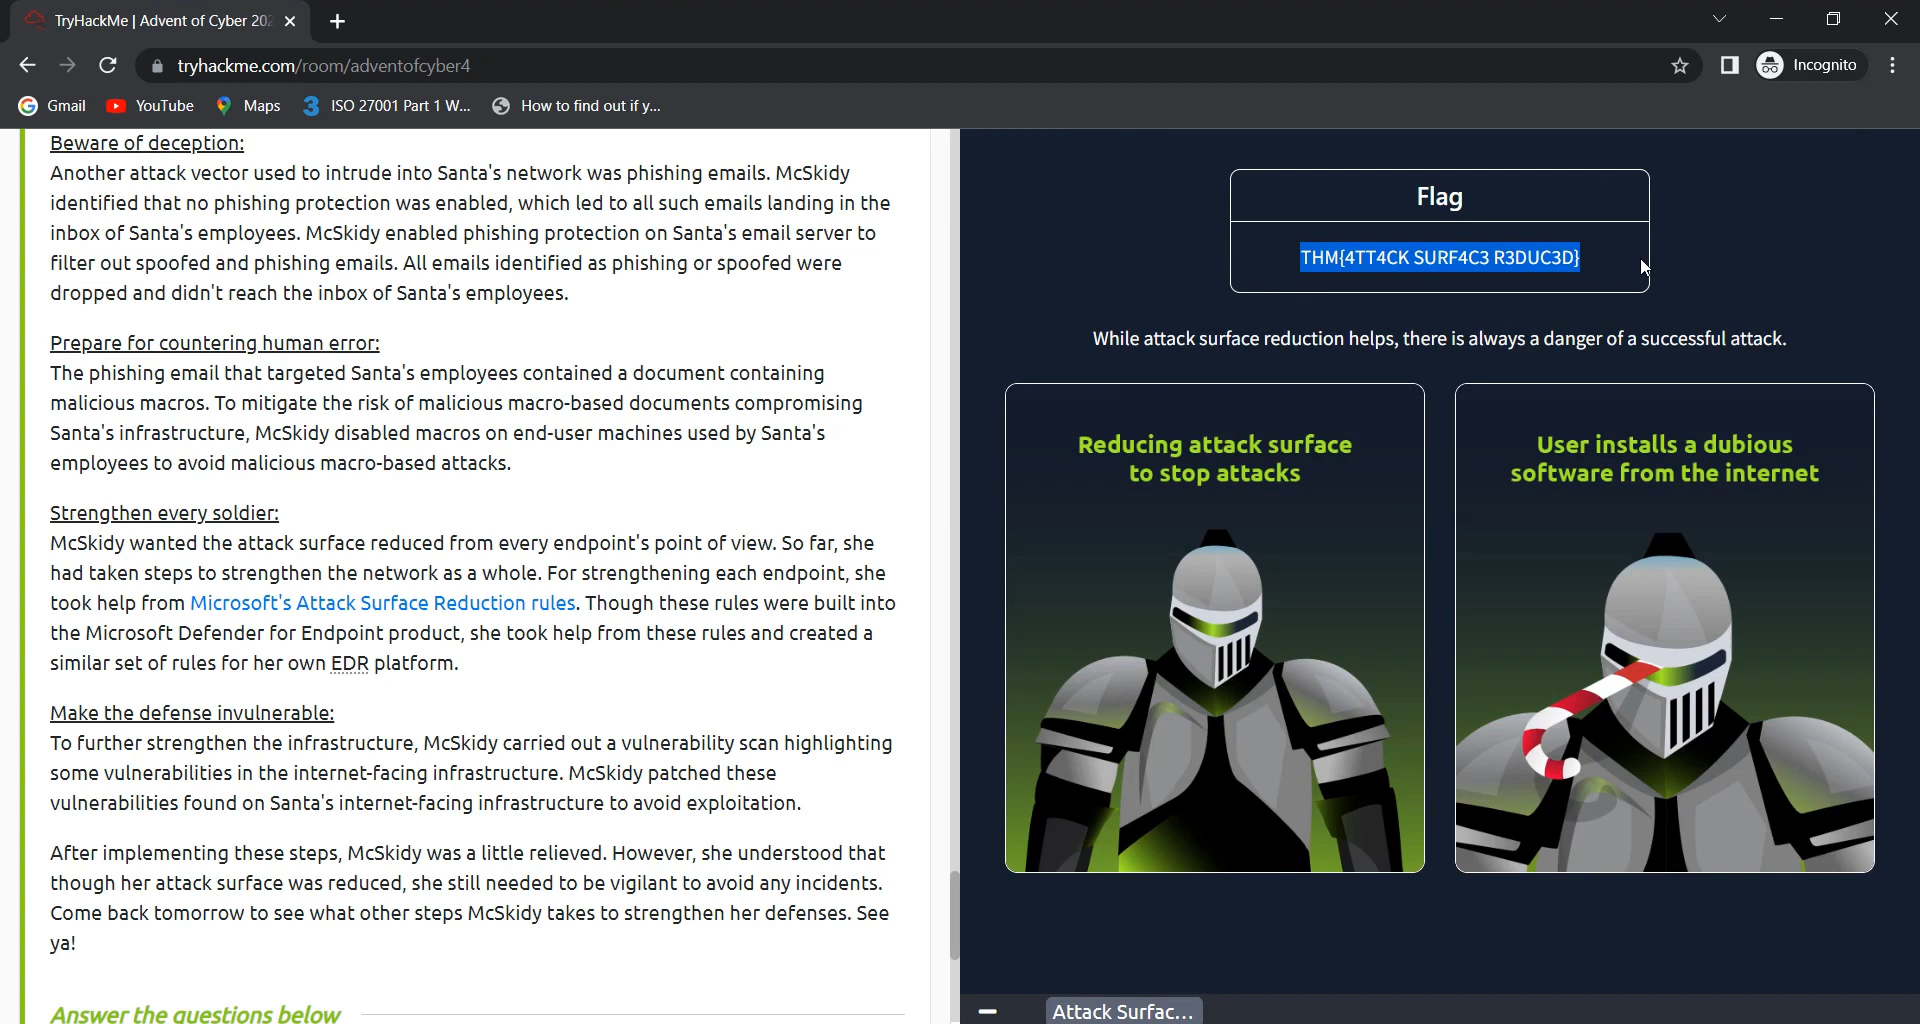 TryHackMe | Advent of Cyber 202
tryhackme.com/room/adventofcyber4
Incognito
Gmail
YouTube
Maps
ISO 27001 Part 1 W...
How to find out if y...
Beware of deception:
Another attack vector used to intrude into Santa's network was phishing emails. McSkidy
identified that no phishing protection was enabled, which led to all such emails landing in the
inbox of Santa's employees. McSkidy enabled phishing protection on Santa's email server to
filter out spoofed and phishing emails. All emails identified as phishing or spoofed were
dropped and didn't reach the inbox of Santa's employees.
Prepare for countering human error:
The phishing email that targeted Santa's employees contained a document containing
malicious macros. To mitigate the risk of malicious macro-based documents compromising
Santa's infrastructure, McSkidy disabled macros on end-user machines used by Santa's
employees to avoid malicious macro-based attacks.
Strengthen every soldier:
McSkidy wanted the attack surface reduced from every endpoint's point of view. So far, she
had taken steps to strengthen the network as a whole. For strengthening each endpoint, she
took help from Microsoft's Attack Surface Reduction rules. Though these rules were built into
the Microsoft Defender for Endpoint product, she took help from these rules and created a
similar set of rules for her own EDR platform.
Make the defense invulnerable:
To further strengthen the infrastructure, McSkidy carried out a vulnerability scan highlighting
some vulnerabilities in the internet-facing infrastructure. McSkidy patched these
vulnerabilities found on Santa's internet-facing infrastructure to avoid exploitation.
After implementing these steps, McSkidy was a little relieved. However, she understood that
though her attack surface was reduced, she still needed to be vigilant to avoid any incidents.
Come back tomorrow to see what other steps McSkidy takes to strengthen her defenses. See
ya!
Answer the questions below
Flag
THM{4TT4CK SURF4C3 R3DUC3D}
While attack surface reduction helps, there is always a danger of a successful attack.
Reducing attack surface
to stop attacks
User installs a dubious
software from the internet
Attack Surfac...